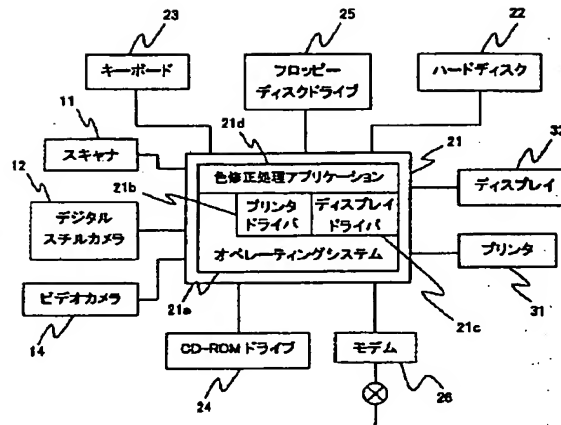 23
25
22
キーボード
フロッピー
ディスクドライブ
ハードディスク
11
21d
21
32
スキャナ
色修正処理アプリケーション
ディスプレイ
12
21b
プリンタ
ドライバ
ディスプレイ
ドライバ
デジタル
スチルカメラ
オペレーティングシステム
プリンタ
ビデオカメラ
21a
21c
31
14
CD-ROMドライブ
モデム
24
26